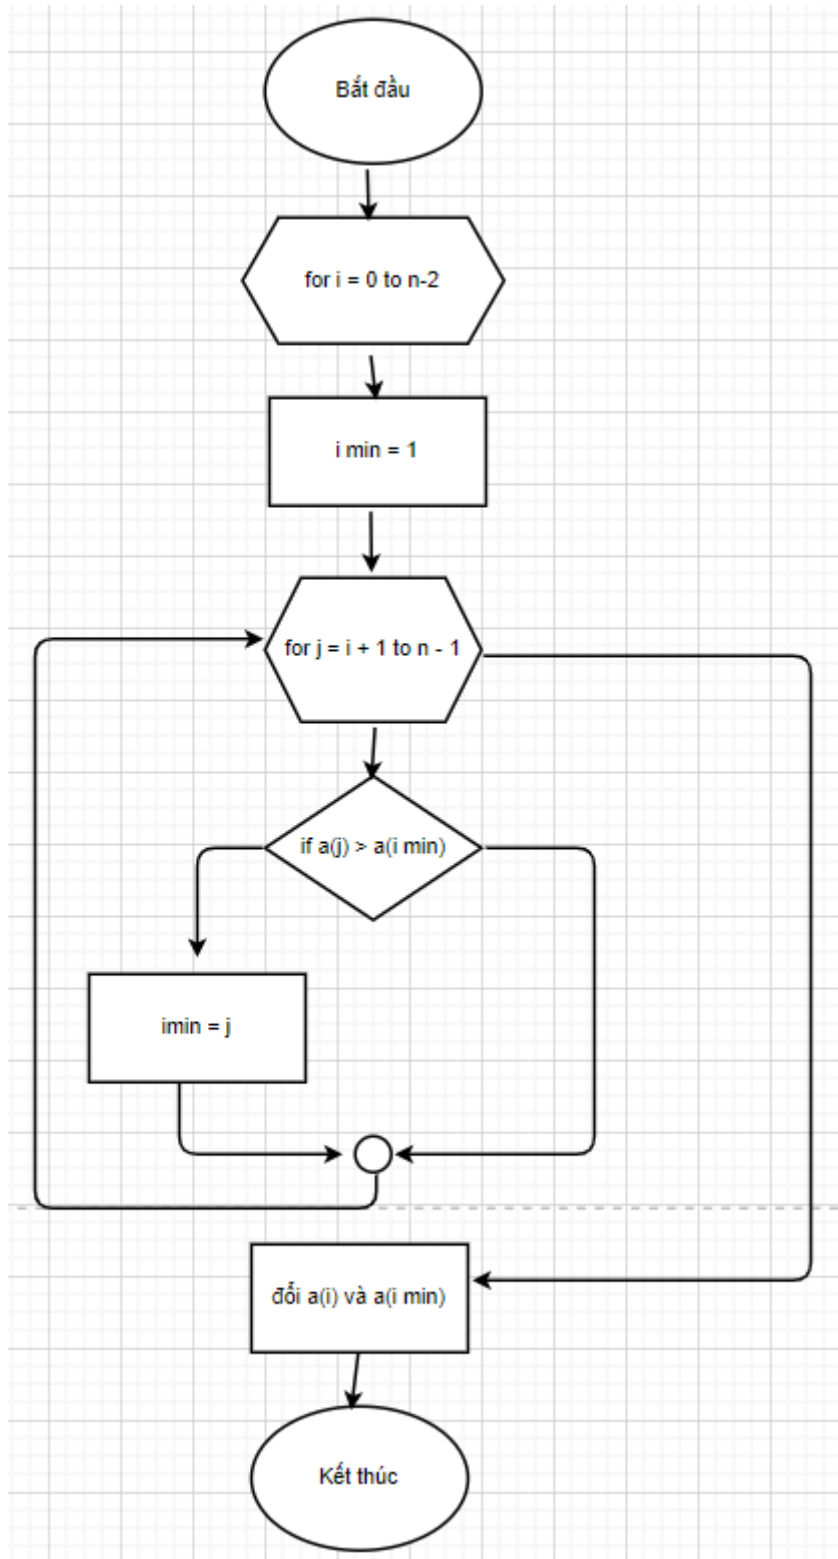 Bắt đầu
for i = 0 to n-2
i min = 1
for j = i + 1 to n - 1
if a(j) > a(i min)
imin = j
đổi a(i) và a(i min)
Kết thúc